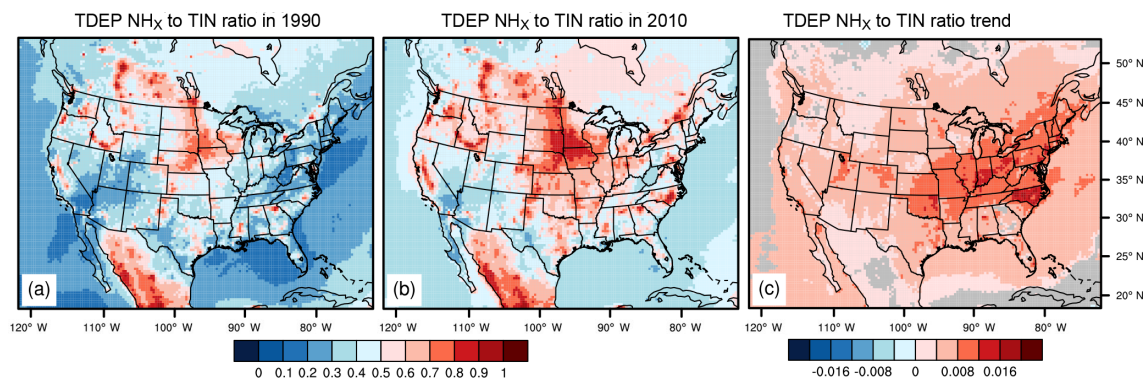 TDEP NHX to TIN ratio in 1990
TDEP NHX to TIN ratio in 2010
TDEP NHX to TIN ratio trend
50° N
45° N
40° N
35° N
30° N
25° N
20° N
(a)
(b)
(c)
120° W 110° W 100° W 90° W 80° W
120° W 110° W 100° W 90° W 80° W
120° W 110° W 100° W 90° W 80° W
0 0.1 0.2 0.3 0.4 0.5 0.6 0.7 0.8 0.9 1
-0.016 -0.008 0 0.008 0.016